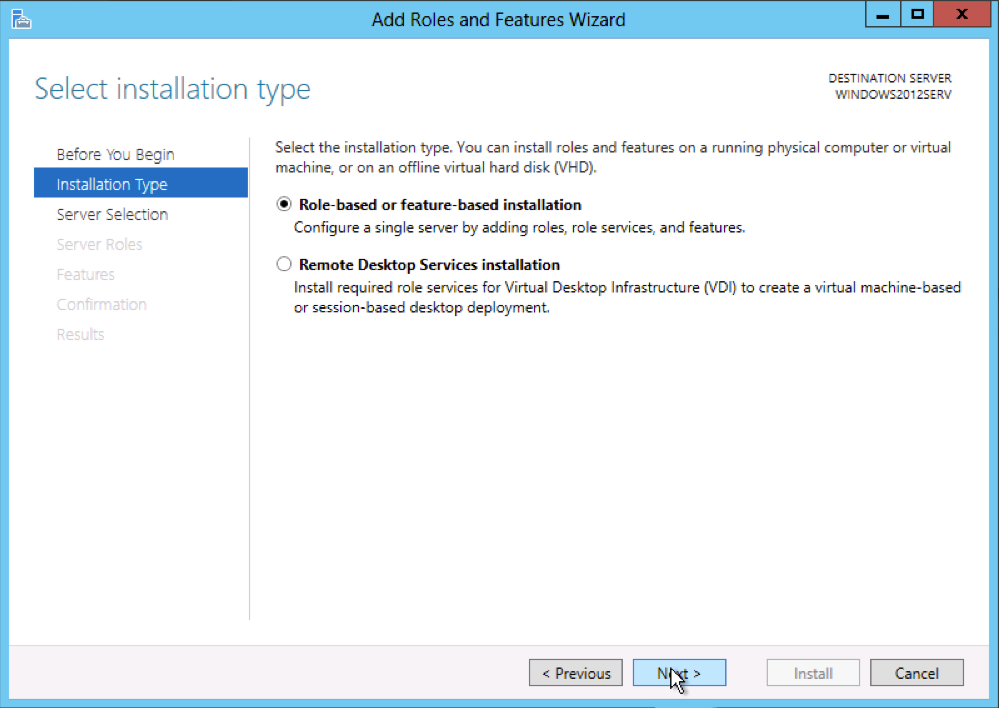 Add Roles and Features Wizard
Select installation type
DESTINATION SERVER
WINDOWS2012SERV
Before You Begin
Installation Type
Server Selection
Server Roles
Features
Confirmation
Results
Select the installation type. You can install roles and features on a running physical computer or virtual
machine, or on an offline virtual hard disk (VHD).
Role-based or feature-based installation
Configure a single server by adding roles, role services, and features.
Remote Desktop Services installation
Install required role services for Virtual Desktop Infrastructure (VDI) to create a virtual machine-based
or session-based desktop deployment.
< Previous
Next >
Install
Cancel